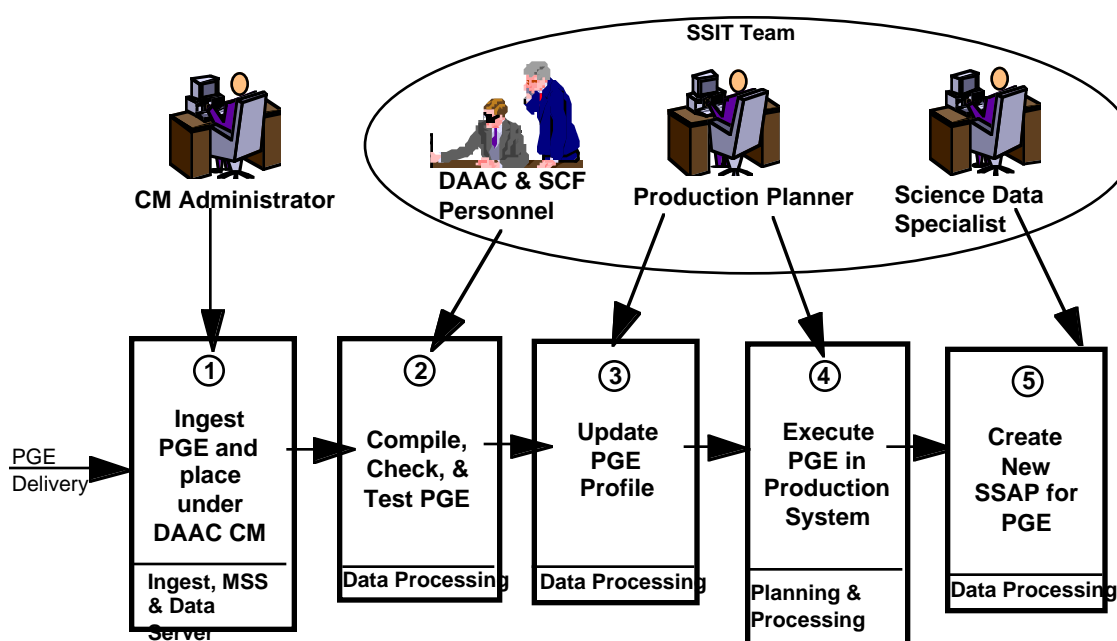 SSIT Team
CM Administrator
DAAC & SCF
Personnel
Production Planner
Science Data
Specialist
PGE
Delivery
1
Ingest
PGE and
place
under
DAAC CM
Ingest, MSS
& Data
Server
2
Compile,
Check, &
Test PGE
Data Processing
3
Update
PGE
Profile
Data Processing
4
Execute
PGE in
Production
System
Planning &
Processing
5
Create
New
SSAP for
PGE
Data Processing